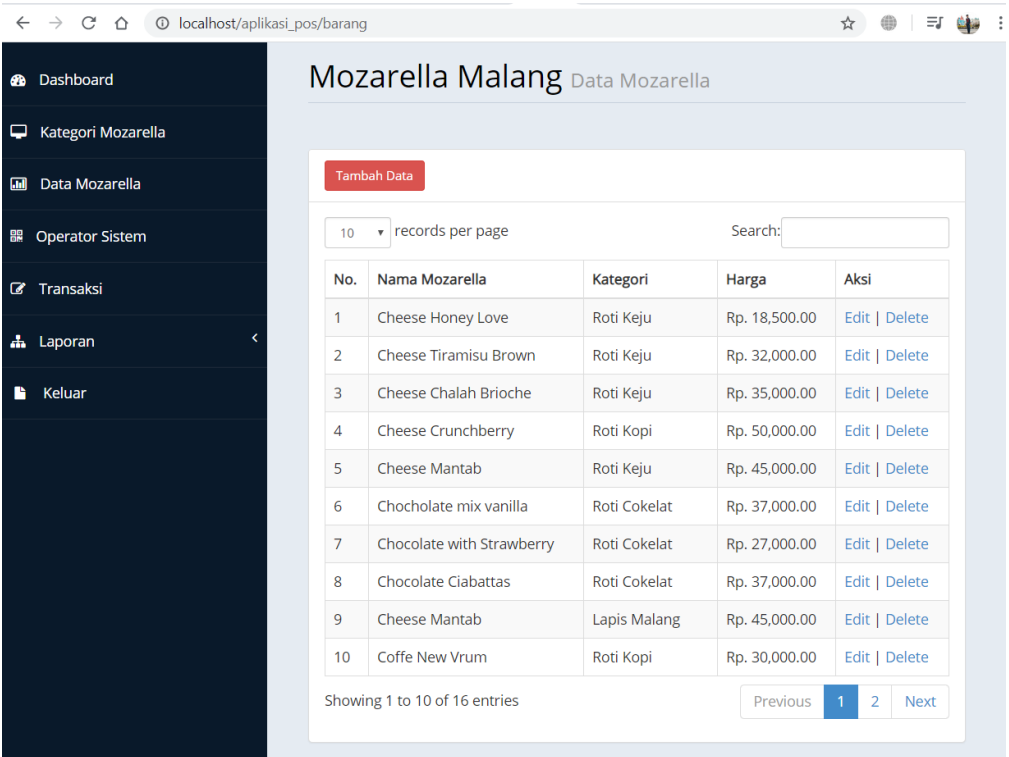 localhost/aplikasi_pos/barang
Dashboard
Kategori Mozarella
Data Mozarella
Operator Sistem
Transaksi
Laporan
Keluar
Mozarella Malang Data Mozarella
Tambah Data
10 records per page Search:
No. Nama Mozarella Kategori Harga Aksi
1 Cheese Honey Love Roti Keju Rp. 18,500.00 Edit | Delete
2 Cheese Tiramisu Brown Roti Keju Rp. 32,000.00 Edit | Delete
3 Cheese Chalah Brioche Roti Keju Rp. 35,000.00 Edit | Delete
4 Cheese Crunchberry Roti Kopi Rp. 50,000.00 Edit | Delete
5 Cheese Mantab Roti Keju Rp. 45,000.00 Edit | Delete
6 Chocholate mix vanilla Roti Cokelat Rp. 37,000.00 Edit | Delete
7 Chocolate with Strawberry Roti Cokelat Rp. 27,000.00 Edit | Delete
8 Chocolate Ciabattas Roti Cokelat Rp. 37,000.00 Edit | Delete
9 Cheese Mantab Lapis Malang Rp. 45,000.00 Edit | Delete
10 Coffe New Vrum Roti Kopi Rp. 30,000.00 Edit | Delete
Showing 1 to 10 of 16 entries Previous 1 2 Next